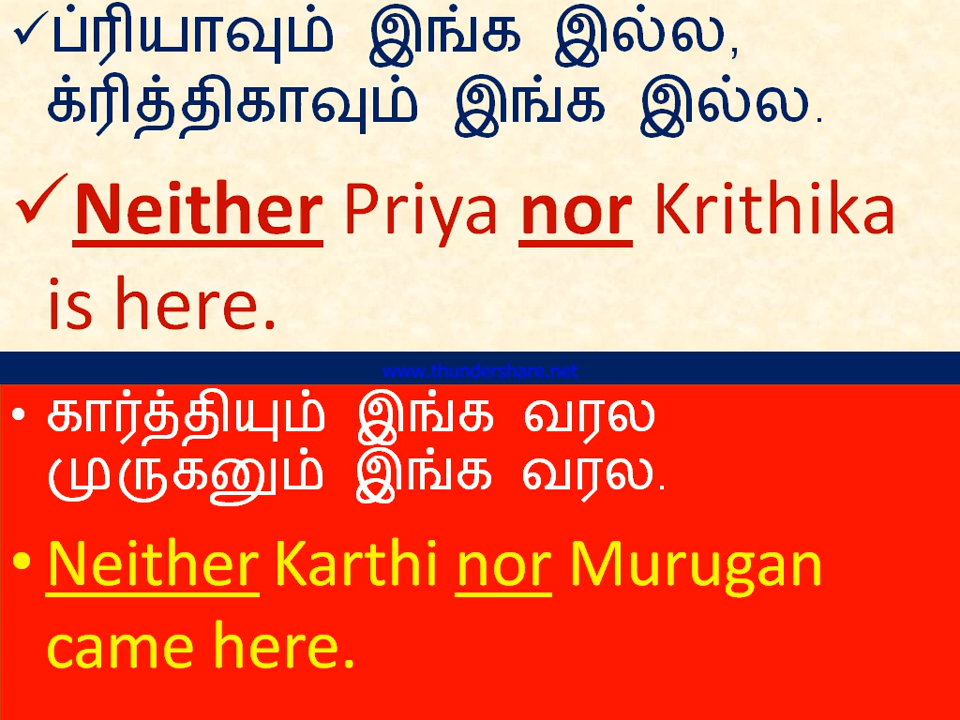 ✓ப்ரியாவும் இங்க இல்ல,
க்ரித்திகாவும் இங்க இல்ல.
✓Neither Priya nor Krithika
is here.
www.thundershare.net
• கார்த்தியும் இங்க வரல
முருகனும் இங்க வரல.
• Neither Karthi nor Murugan
came here.